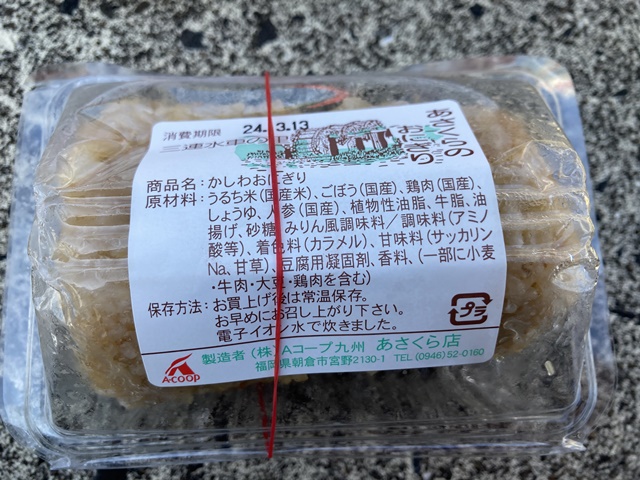 あさくらの
おにぎり
消費期限 24.3.13
三連水車の里
商品名：かしわおにぎり
原材料：うるち米(国産米)、ごぼう(国産)、鶏肉(国産)、
しょうゆ、人参(国産)、植物性油脂、牛脂、油
揚げ、砂糖、みりん風調味料／調味料(アミノ
酸等)、着色料(カラメル)、甘味料(サッカリン
Na、甘草)、豆腐用凝固剤、香料、(一部に小麦
・牛肉・大豆・鶏肉を含む)
保存方法：お買上げ後は常温保存。
お早めにお召し上がり下さい。
電子イオン水で炊きました。
プラ
製造者 (株)Aコープ九州 あさくら店
福岡県朝倉市宮野2130-1 TEL (0946)52-0160
A-COOP